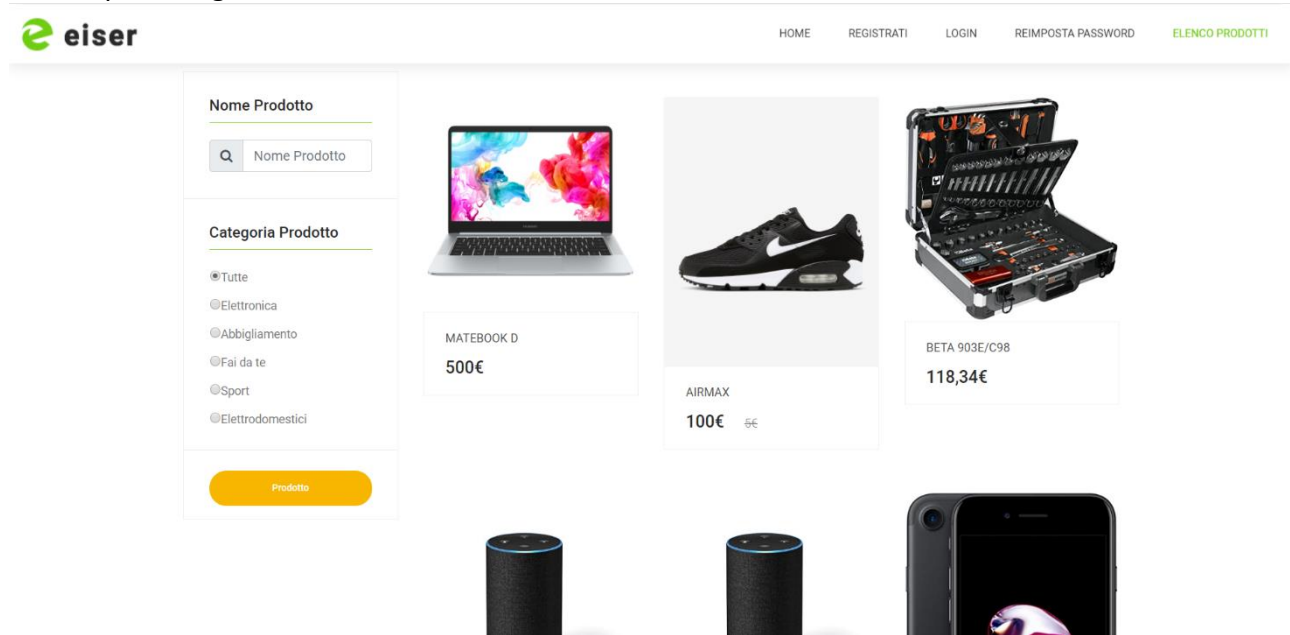 eiser
HOME REGISTRATI LOGIN REIMPOSTA PASSWORD ELENCO PRODOTTI
Nome Prodotto
Nome Prodotto
Categoria Prodotto
Tutte
Elettronica
Abbigliamento
Fai da te
Sport
Elettrodomestici
Prodotto
MATEBOOK D
500€
AIRMAX
100€ 5€
BETA 903E/C98
118,34€